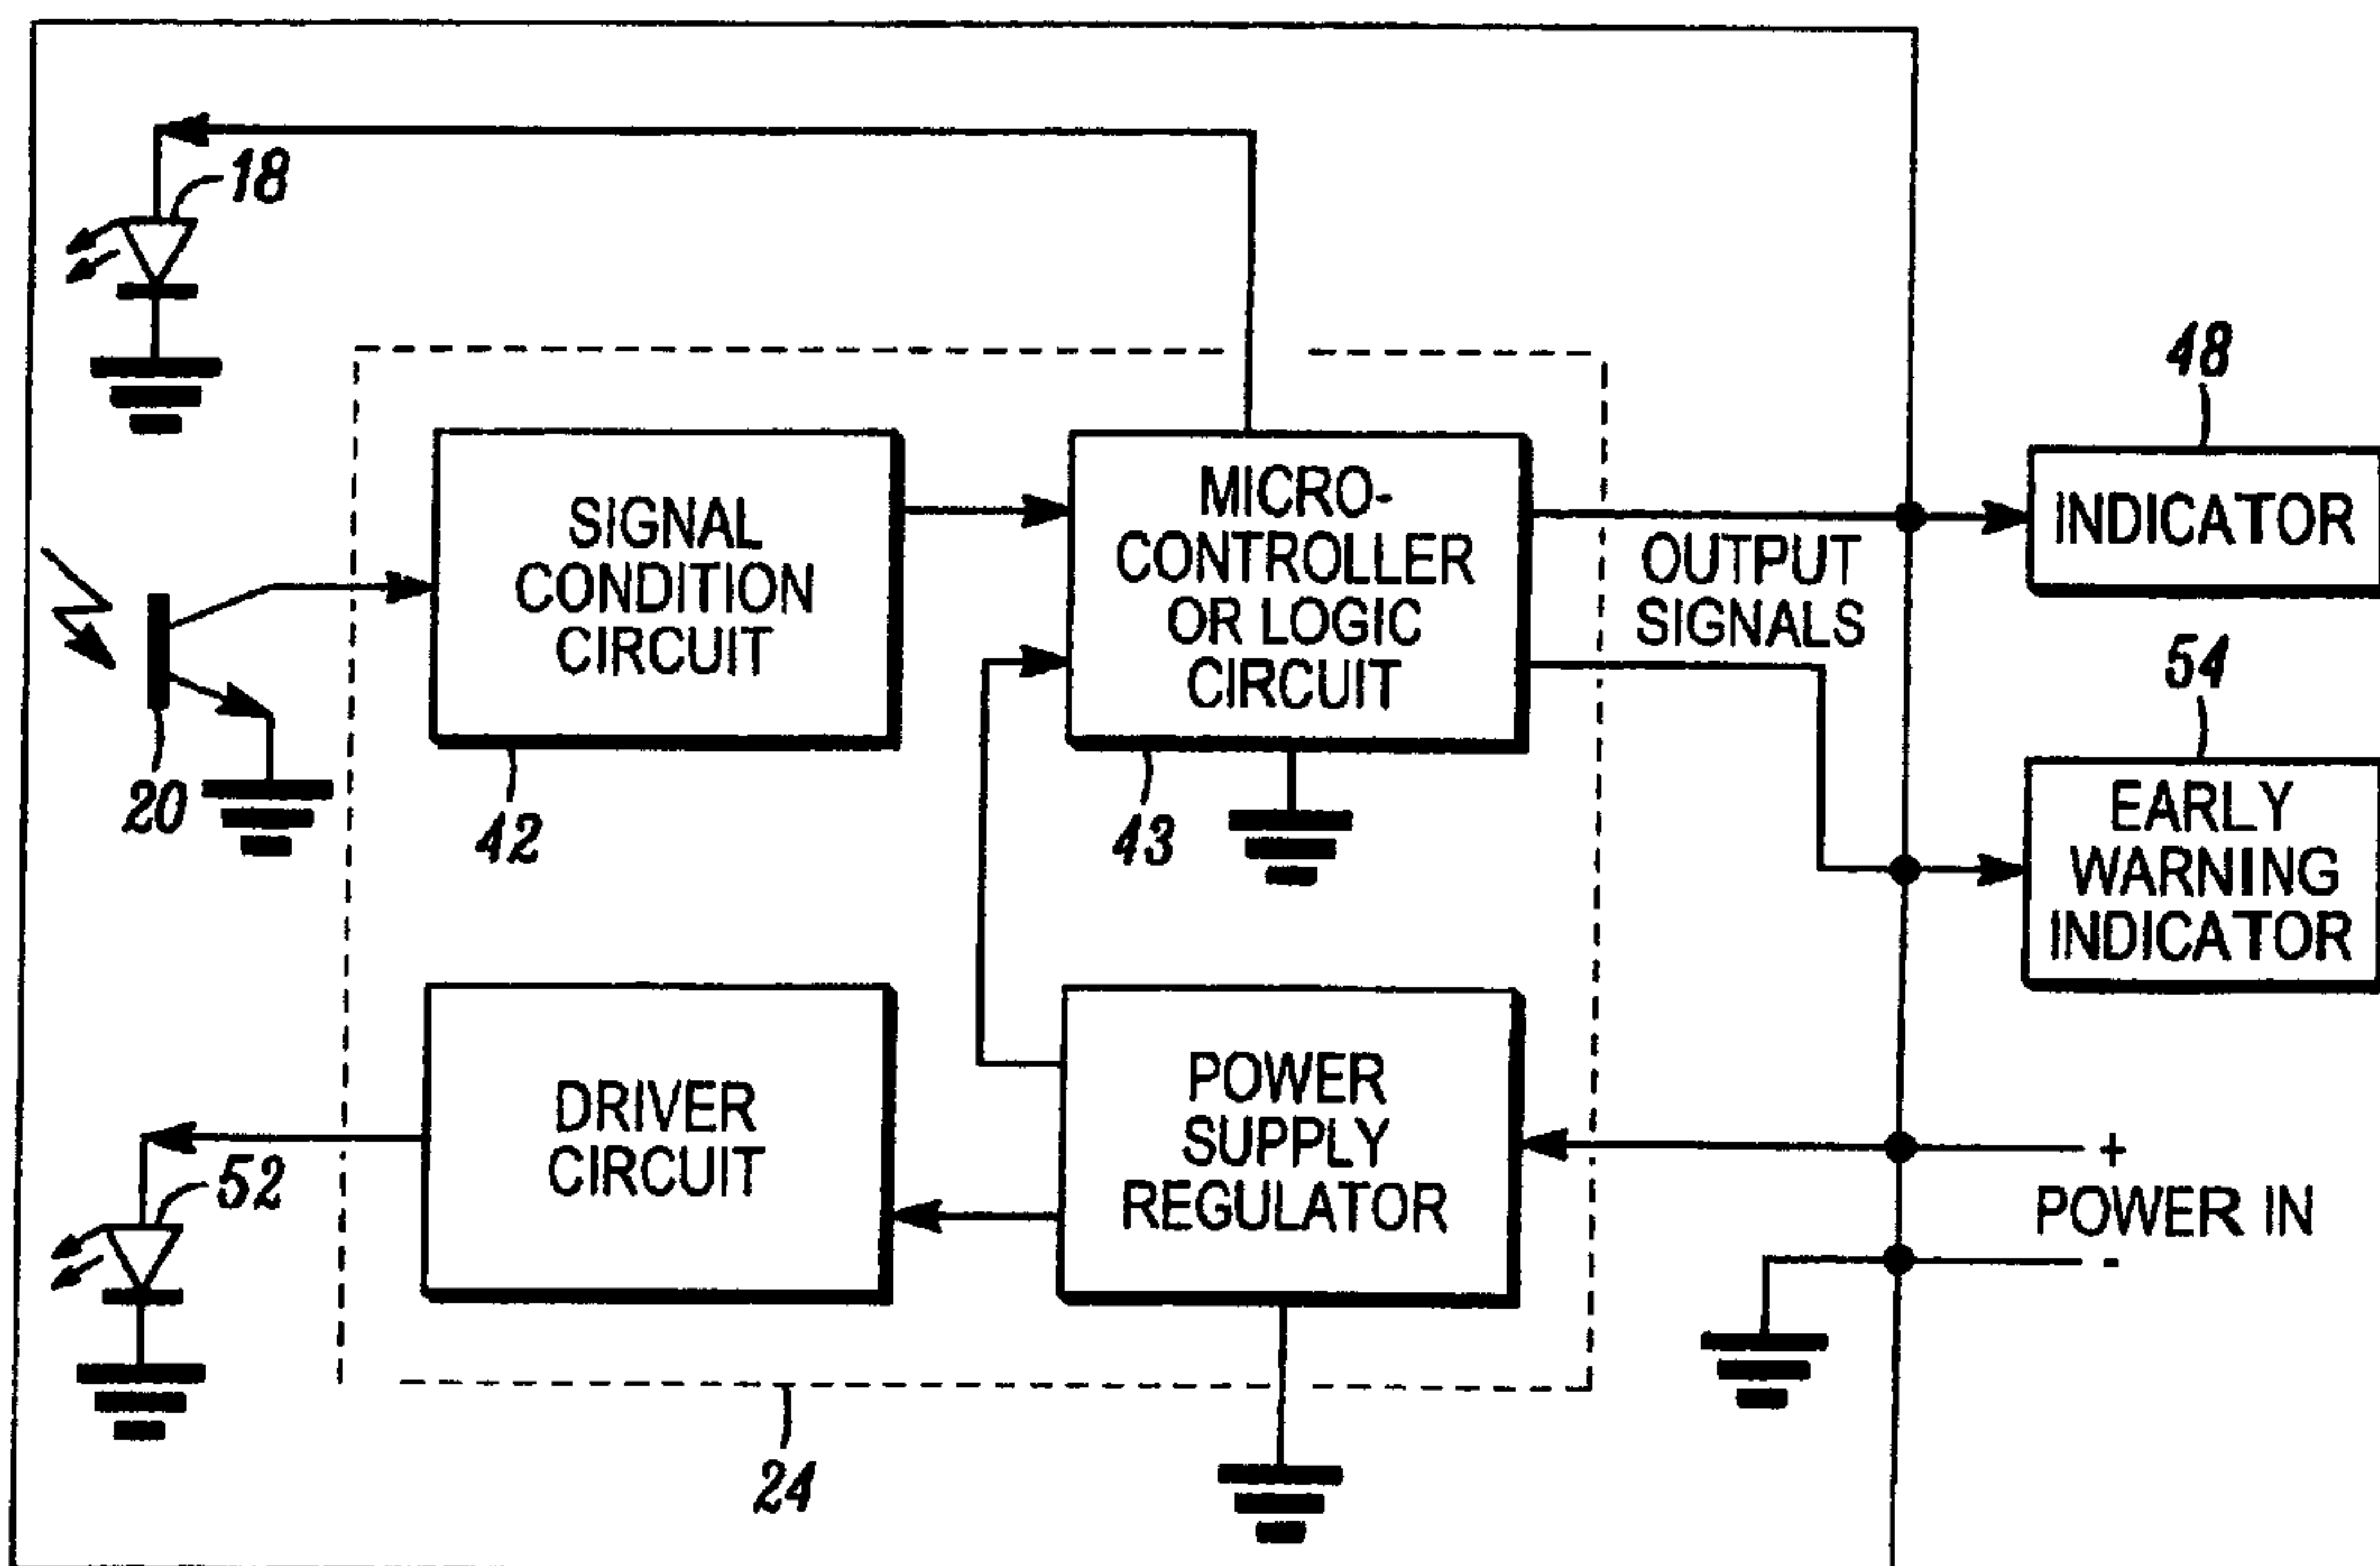 18
48
SIGNAL
CONDITION
CIRCUIT
MICRO-
CONTROLLER
OR LOGIC
CIRCUIT
OUTPUT
SIGNALS
INDICATOR
54
20
42
43
EARLY
WARNING
INDICATOR
DRIVER
CIRCUIT
POWER
SUPPLY
REGULATOR
52
+
POWER IN
-
24